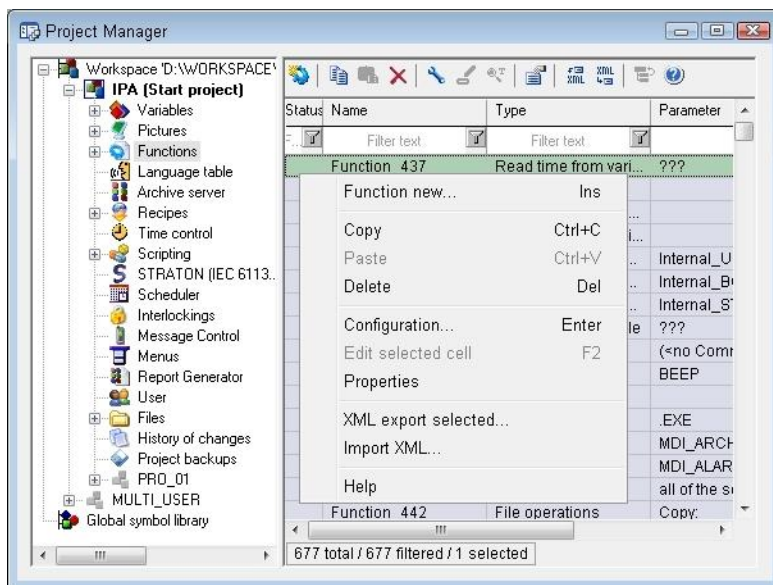 Project Manager
Workspace 'D:\WORKSPACE'
IPA (Start project)
Variables
Pictures
Functions
Language table
Archive server
Recipes
Time control
Scripting
STRATON (IEC 6113..
Scheduler
Interlockings
Message Control
Menus
Report Generator
User
Files
History of changes
Project backups
PRO_01
MULTI_USER
Global symbol library
XML XML
Status Name Type Parameter
F... Filter text Filter text
Function 437 Read time from vari... ???
Function new... Ins
Copy Ctrl+C
Paste Ctrl+V
Delete Del
Configuration... Enter
Edit selected cell F2
Properties
XML export selected...
Import XML...
Help
...
i...
.. Internal_U
.. Internal_B
.. Internal_S
le ???
(<no Comm
BEEP
.EXE
MDI_ARCH
MDI_ALAR
all of the s
Function 442 File operations Copy:
677 total / 677 filtered / 1 selected